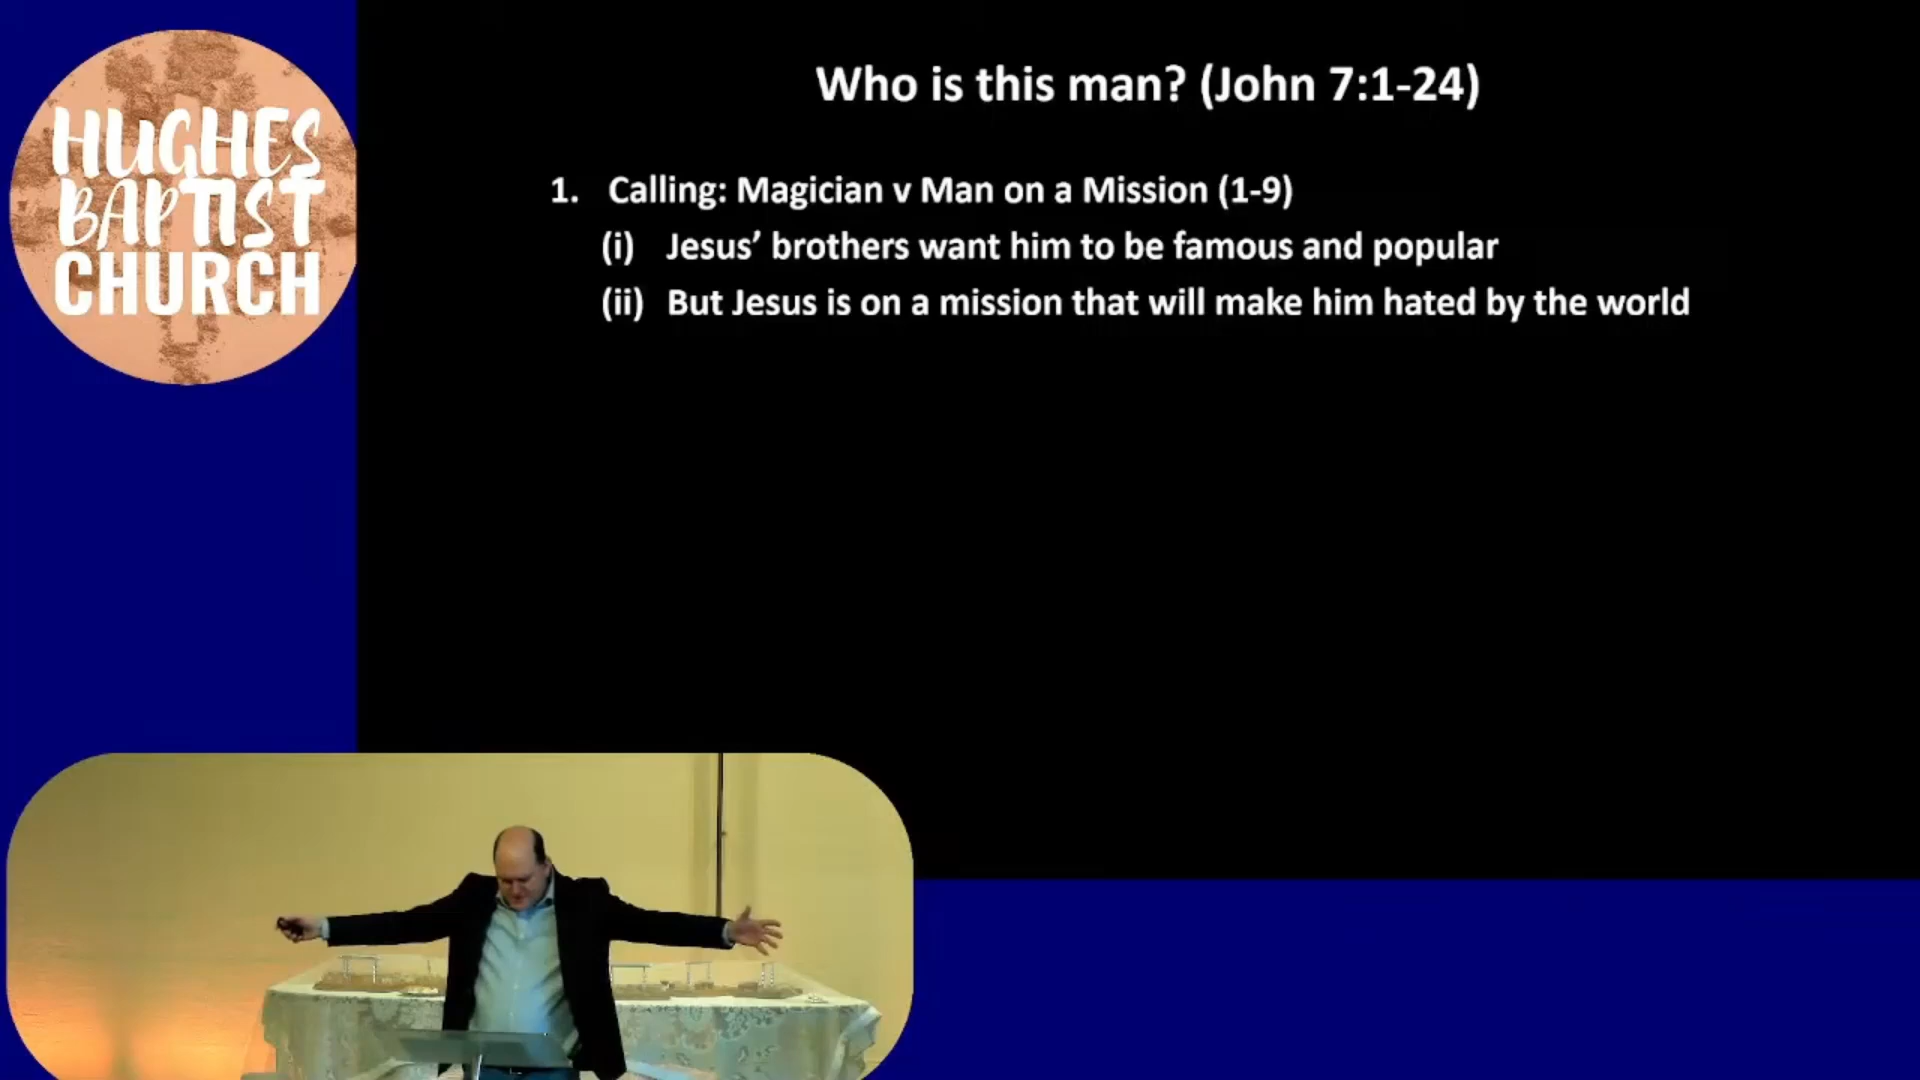 HUGHES
BAPTIST
CHURCH
Who is this man? (John 7:1-24)
1. Calling: Magician v Man on a Mission (1-9)
(i) Jesus’ brothers want him to be famous and popular
(ii) But Jesus is on a mission that will make him hated by the world